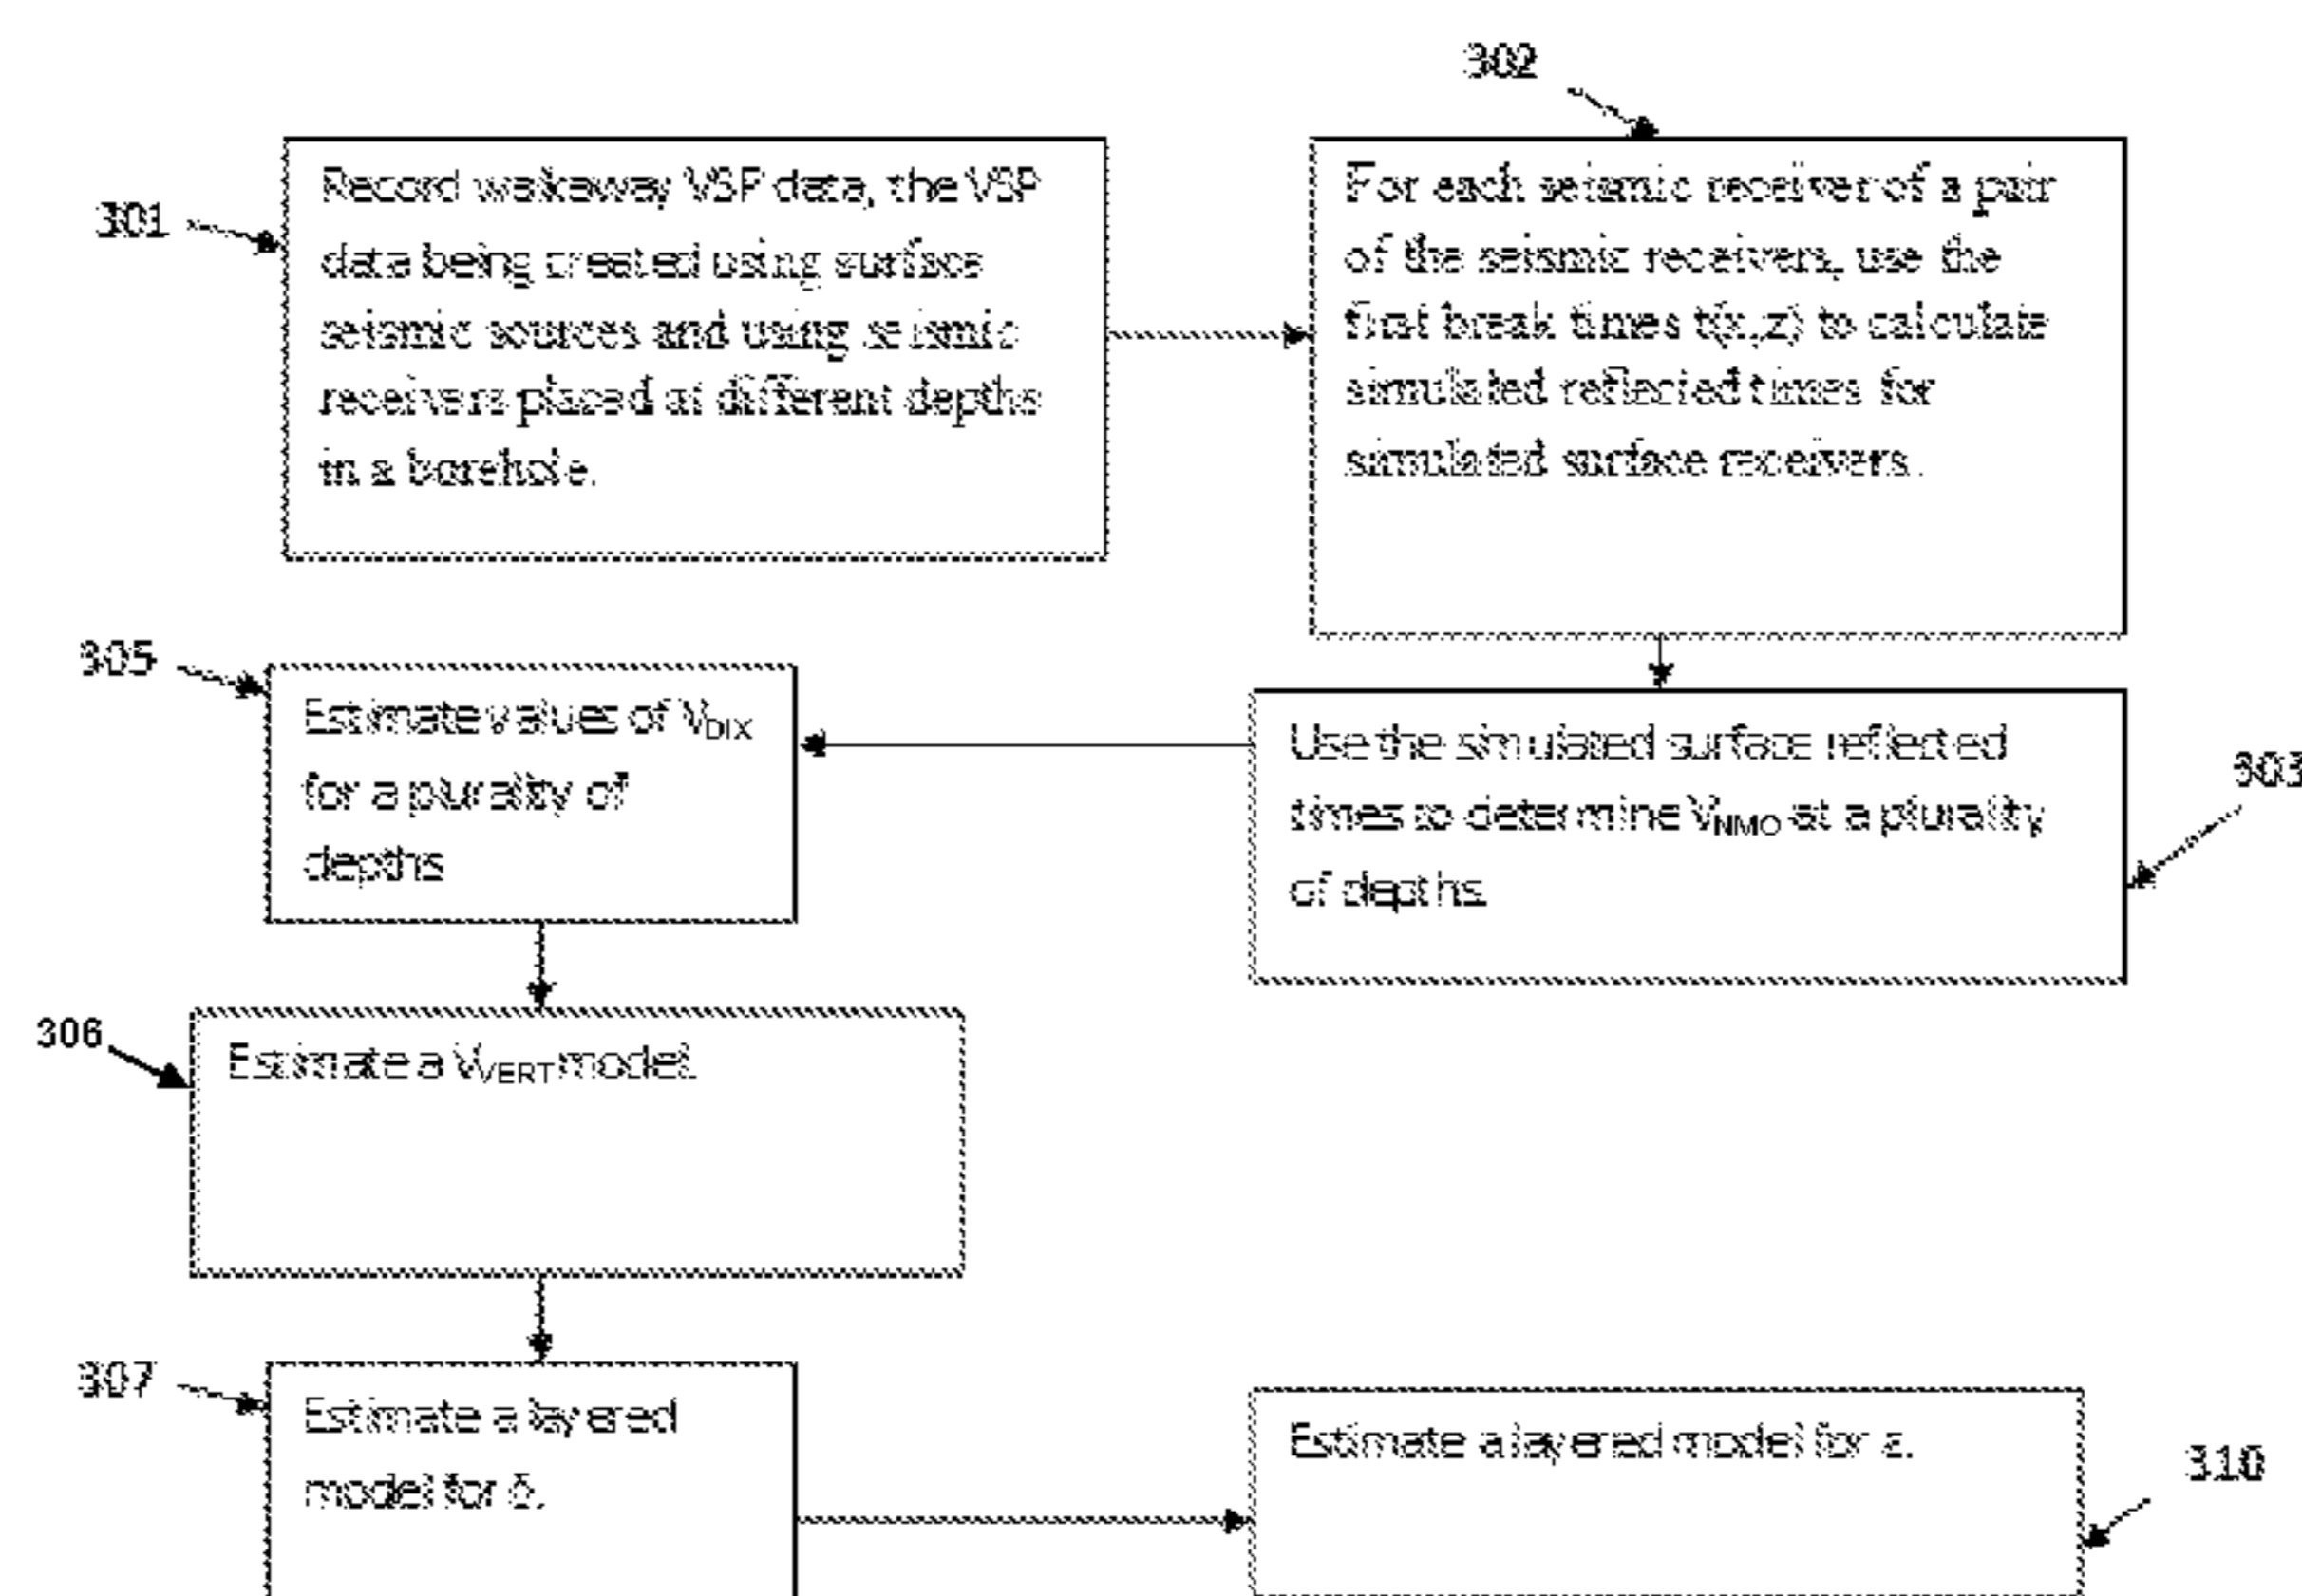 302
301
Record walkaway VSP data, the VSP
data being created using surface
seismic sources and using seismic
receivers placed at different depths
in a borehole.
For each seismic receiver of a pair
of the seismic receivers, use the
first break times t(x,z) to calculate
simulated reflected times for
simulated surface receivers.
305
Estimate values of VDIX
for a plurality of
depths
Use the simulated surface reflected
times to determine VNMO at a plurality
of depths.
303
306
Estimate a VVERT model.
307
Estimate a layered
model for δ.
Estimate a layered model for ε.
310